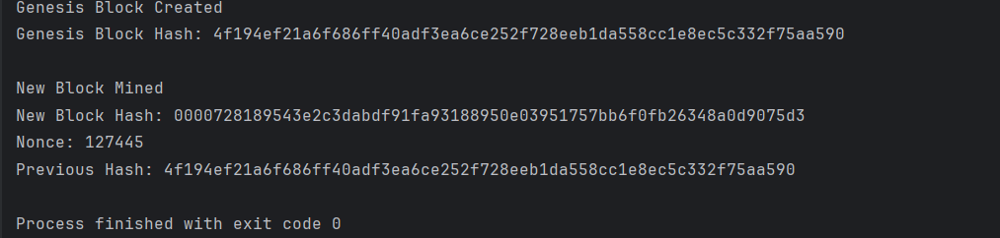 Genesis Block Created
Genesis Block Hash: 4f194ef21a6f686ff40adf3ea6ce252f728eeb1da558cc1e8ec5c332f75aa590
New Block Mined
New Block Hash: 0000728189543e2c3dabdf91fa93188950e03951757bb6f0fb26348a0d9075d3
Nonce: 127445
Previous Hash: 4f194ef21a6f686ff40adf3ea6ce252f728eeb1da558cc1e8ec5c332f75aa590
Process finished with exit code 0